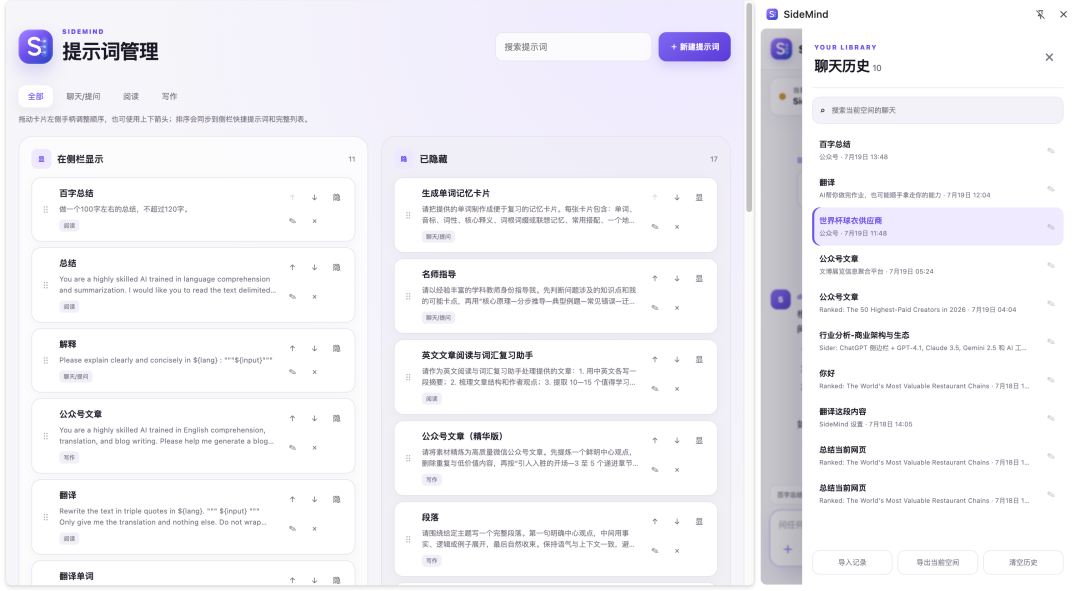 SIDEMIND
提示词管理
搜索提示词
+ 新建提示词
全部
聊天/提问
阅读
写作
拖动卡片左侧手柄调整顺序，也可使用上下箭头；排序会同步到侧栏快捷提示词和完整列表。
显
在侧栏显示
11
百字总结
隐
做一个100字左右的总结，不超过120字。
阅读
总结
隐
You are a highly skilled AI trained in language comprehension
and summarization. I would like you to read the text delimited...
阅读
解释
隐
Please explain clearly and concisely in ${lang} : """${input}"""
聊天/提问
公众号文章
隐
You are a highly skilled AI trained in English comprehension,
translation, and blog writing. Please help me generate a blog...
写作
翻译
隐
Rewrite the text in triple quotes in ${lang}. """ ${input} """
Only give me the translation and nothing else. Do not wrap...
阅读
翻译单词
隐
隐
已隐藏
17
生成单词记忆卡片
显
请把提供的单词制作成便于复习的记忆卡片。每张卡片包含：单词、
音标、词性、核心释义、词根词缀或联想记忆、常用搭配、一个地...
聊天/提问
名师指导
显
请以经验丰富的学科教师身份指导我。先判断问题涉及的知识点和我
的可能卡点，再用“核心原理—分步推导—典型例题—常见错误—迁...
聊天/提问
英文文章阅读与词汇复习助手
显
请作为英文阅读与词汇复习助手处理提供的文章：1. 用中英文各写一
段摘要；2. 梳理文章结构和作者观点；3. 提取 10—15 个值得学习...
阅读
公众号文章（精华版）
显
请将素材精炼为高质量微信公众号文章。先提炼一个鲜明中心观点，
删除重复与低价值内容，再按“引人入胜的开场—3 至 5 个递进章节...
写作
段落
显
请围绕给定主题写一个完整段落。第一句明确中心观点，中间用事
实、逻辑或例子展开，最后自然收束。保持语气与上下文一致，避...
写作
SideMind
YOUR LIBRARY
聊天历史 10
搜索当前空间的聊天
百字总结
公众号 · 7月19日 13:48
翻译
AI帮你做完作业，也可能顺手拿走你的能力 · 7月19日 12:04
世界杯球衣供应商
公众号 · 7月19日 11:48
公众号文章
文博展览信息聚合平台 · 7月19日 05:24
公众号文章
Ranked: The 50 Highest-Paid Creators in 2026 · 7月19日 04:04
行业分析-商业架构与生态
Sider: ChatGPT 侧边栏 + GPT-4.1, Claude 3.5, Gemini 2.5 和 AI 工...
你好
Ranked: The World's Most Valuable Restaurant Chains · 7月18日 1...
翻译这段内容
SideMind 设置 · 7月18日 14:05
总结当前网页
Ranked: The World's Most Valuable Restaurant Chains · 7月18日 1...
总结当前网页
Ranked: The World's Most Valuable Restaurant Chains · 7月18日 1...
导入记录
导出当前空间
清空历史